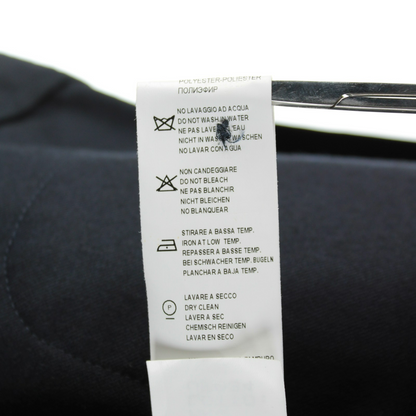 POLYESTER-POLIESTER
ПОЛИЭФИР
NO LAVAGGIO AD ACQUA
DO NOT WASH IN WATER
NE PAS LAVER
NICHT IN WASCHEN
NO LAVAR CON AGUA
NON CANDEGGIARE
DO NOT BLEACH
NE PAS BLANCHIR
NICHT BLEICHEN
NO BLANQUEAR
STIRARE A BASSA TEMP.
IRON AT LOW TEMP.
REPASSER A BASSE TEMP.
BEI SCHWACHER TEMP. BUGELN
PLANCHAR A BAJA TEMP.
P
LAVARE A SECCO
DRY CLEAN
LAVER A SEC
CHEMISCH REINIGEN
LAVAR EN SECO